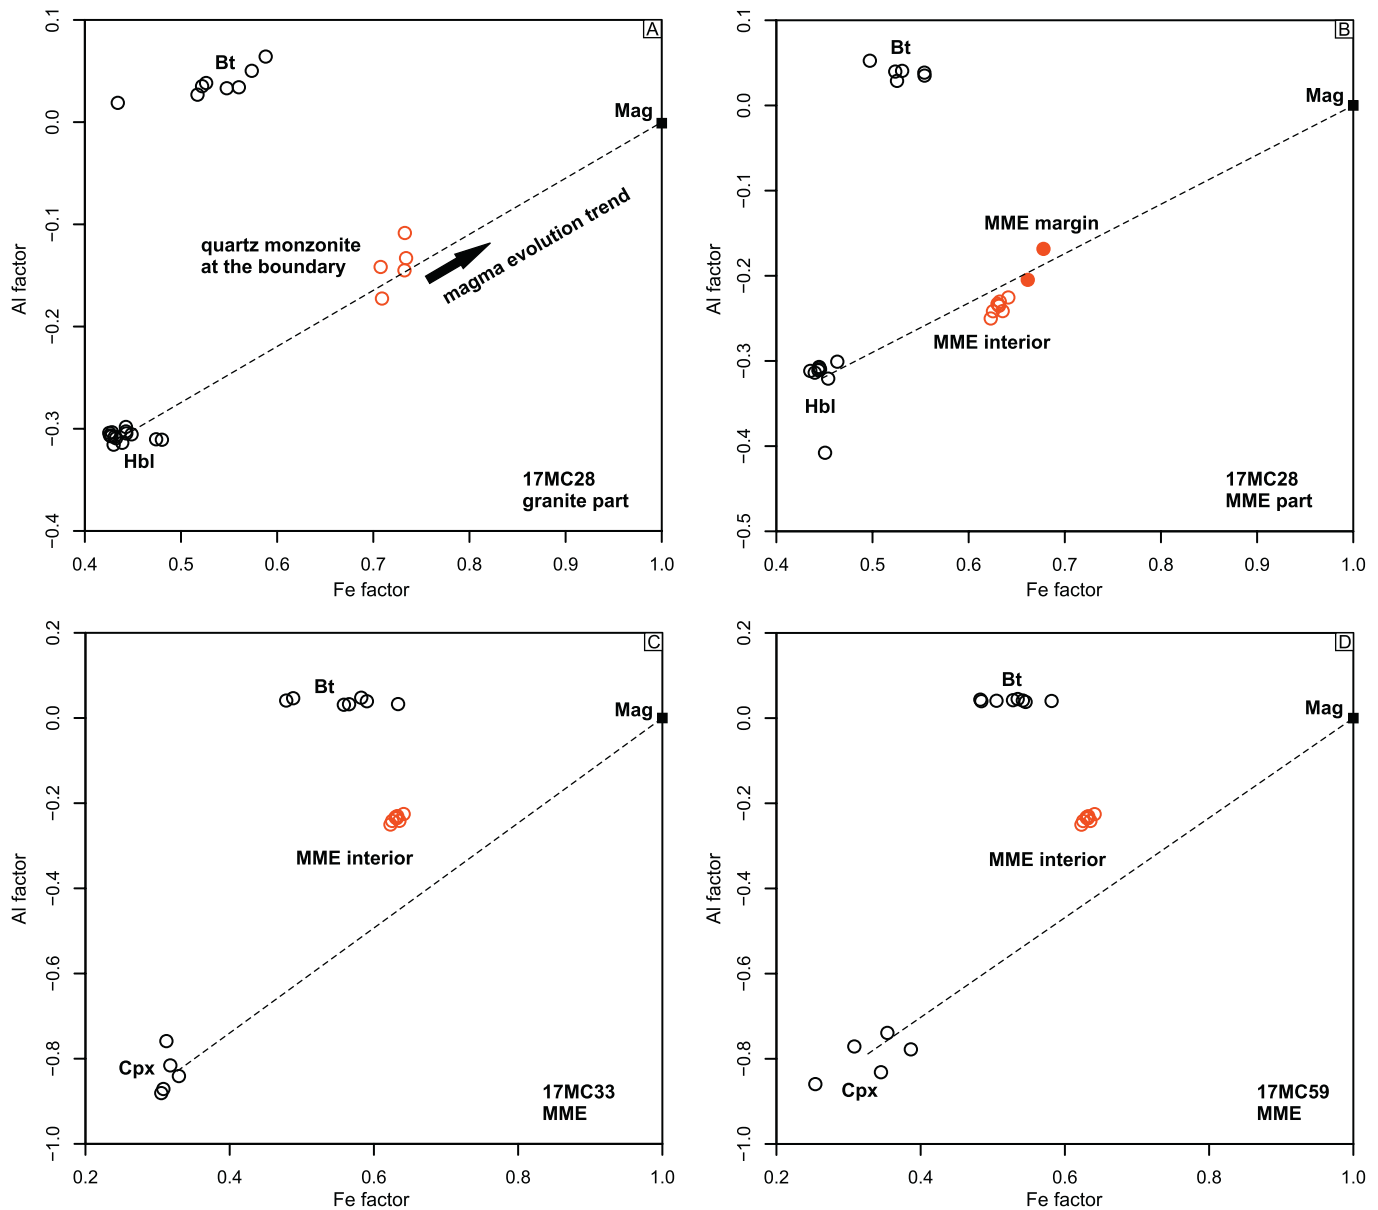 A
Bt
Mag
quartz monzonite
at the boundary
magma evolution trend
Hbl
17MC28
granite part
0.1
0.0
−0.1
−0.2
−0.3
−0.4
Al factor
0.4 0.5 0.6 0.7 0.8 0.9 1.0
Fe factor
B
Bt
Mag
MME margin
MME interior
Hbl
17MC28
MME part
0.1
0.0
−0.1
−0.2
−0.3
−0.4
−0.5
Al factor
0.4 0.5 0.6 0.7 0.8 0.9 1.0
Fe factor
C
Bt
Mag
MME interior
Cpx
17MC33
MME
0.2
0.0
−0.2
−0.4
−0.6
−0.8
−1.0
Al factor
0.2 0.4 0.6 0.8 1.0
Fe factor
D
Bt
Mag
MME interior
Cpx
17MC59
MME
0.2
0.0
−0.2
−0.4
−0.6
−0.8
−1.0
Al factor
0.2 0.4 0.6 0.8 1.0
Fe factor